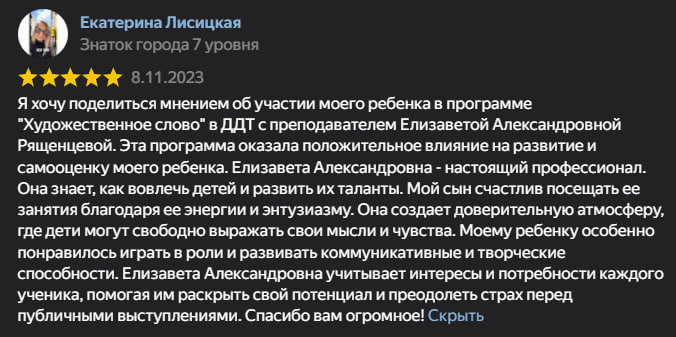 Екатерина Лисицкая
Знаток города 7 уровня
8.11.2023
Я хочу поделиться мнением об участии моего ребенка в программе
"Художественное слово" в ДДТ с преподавателем Елизаветой Александровной
Рященцевой. Эта программа оказала положительное влияние на развитие и
самооценку моего ребенка. Елизавета Александровна - настоящий профессионал.
Она знает, как вовлечь детей и развить их таланты. Мой сын счастлив посещать ее
занятия благодаря ее энергии и энтузиазму. Она создает доверительную атмосферу,
где дети могут свободно выражать свои мысли и чувства. Моему ребенку особенно
понравилось играть в роли и развивать коммуникативные и творческие
способности. Елизавета Александровна учитывает интересы и потребности каждого
ученика, помогая им раскрыть свой потенциал и преодолеть страх перед
публичными выступлениями. Спасибо вам огромное! Скрыть